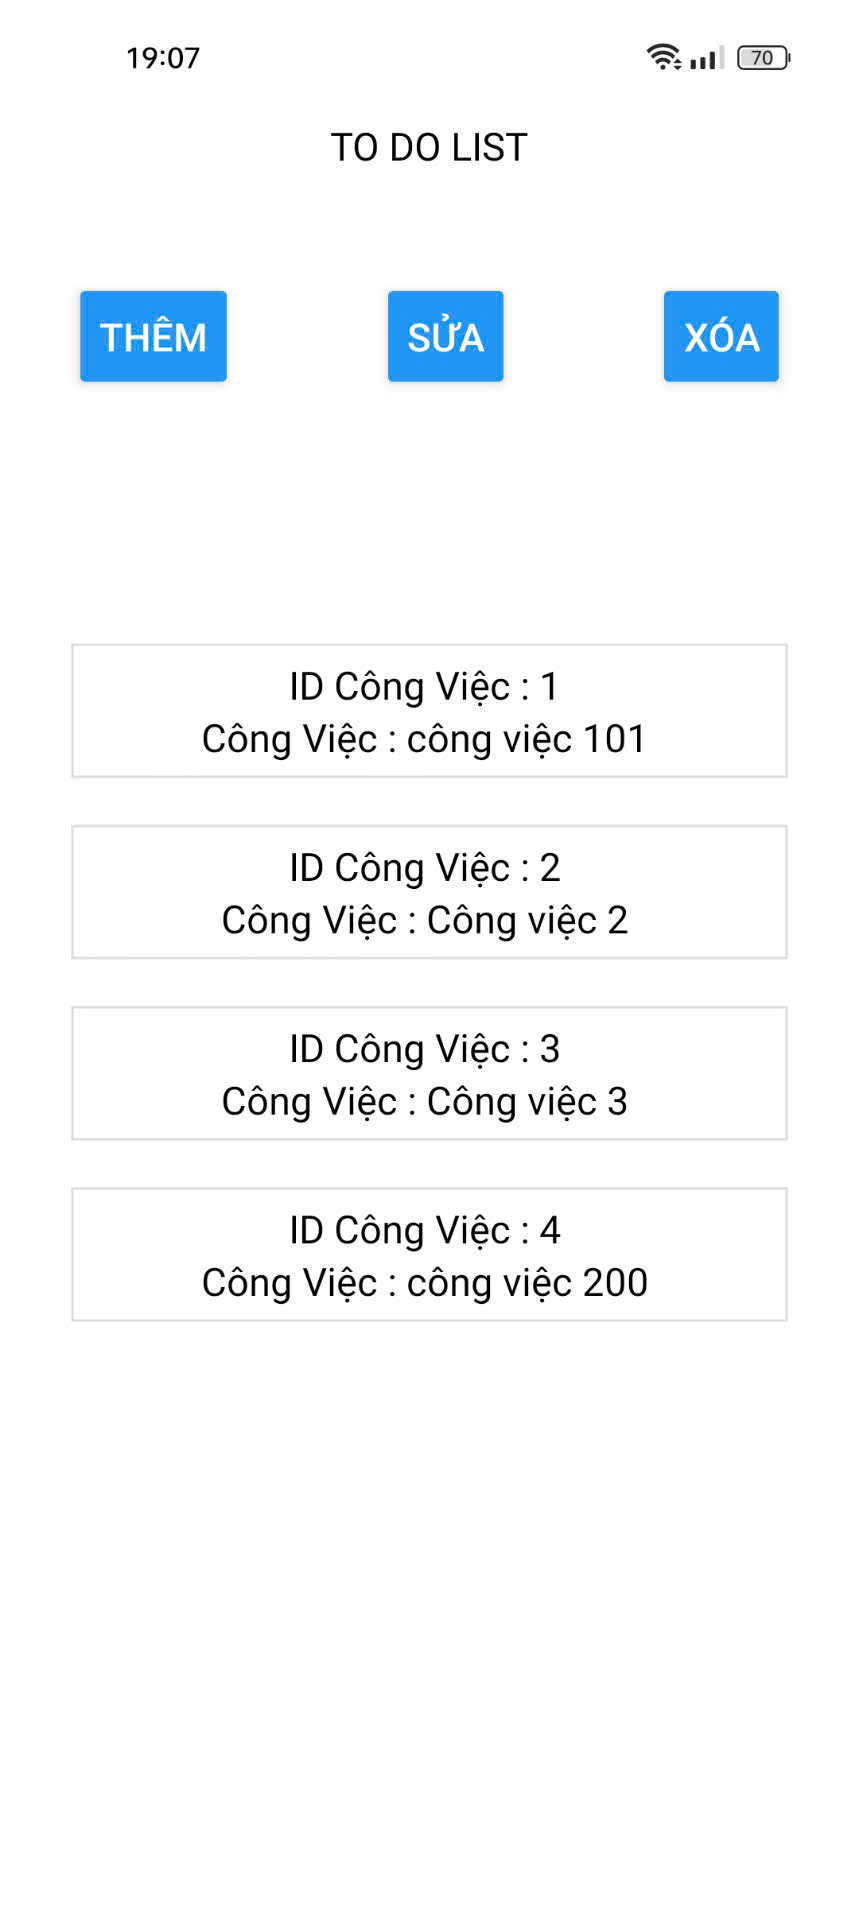 19:07
70
TO DO LIST
THÊM
SỬA
XÓA
ID Công Việc : 1
Công Việc : công việc 101
ID Công Việc : 2
Công Việc : Công việc 2
ID Công Việc : 3
Công Việc : Công việc 3
ID Công Việc : 4
Công Việc : công việc 200